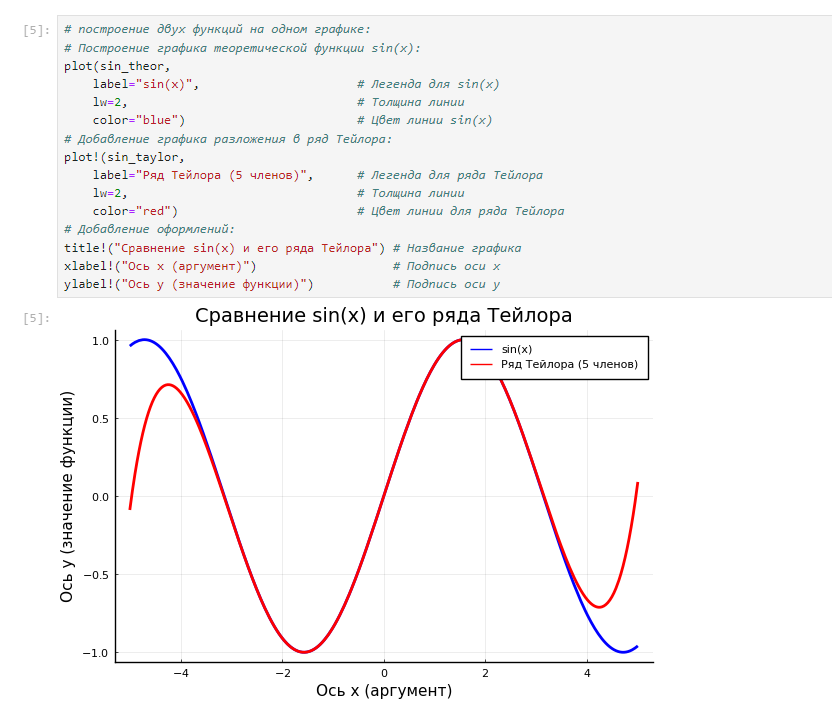 [5]:
# построение двух функций на одном графике:
# Построение графика теоретической функции sin(x):
plot(sin_theor,
    label="sin(x)",                      # Легенда для sin(x)
    lw=2,                                # Толщина линии
    color="blue")                        # Цвет линии sin(x)
# Добавление графика разложения в ряд Тейлора:
plot!(sin_taylor,
    label="Ряд Тейлора (5 членов)",      # Легенда для ряда Тейлора
    lw=2,                                # Толщина линии
    color="red")                         # Цвет линии для ряда Тейлора
# Добавление оформлений:
title!("Сравнение sin(x) и его ряда Тейлора") # Название графика
xlabel!("Ось x (аргумент)")                   # Подпись оси x
ylabel!("Ось y (значение функции)")           # Подпись оси y
[5]:
Сравнение sin(x) и его ряда Тейлора
sin(x)
Ряд Тейлора (5 членов)
Ось y (значение функции)
1.0
0.5
0.0
−0.5
−1.0
−4 −2 0 2 4
Ось x (аргумент)